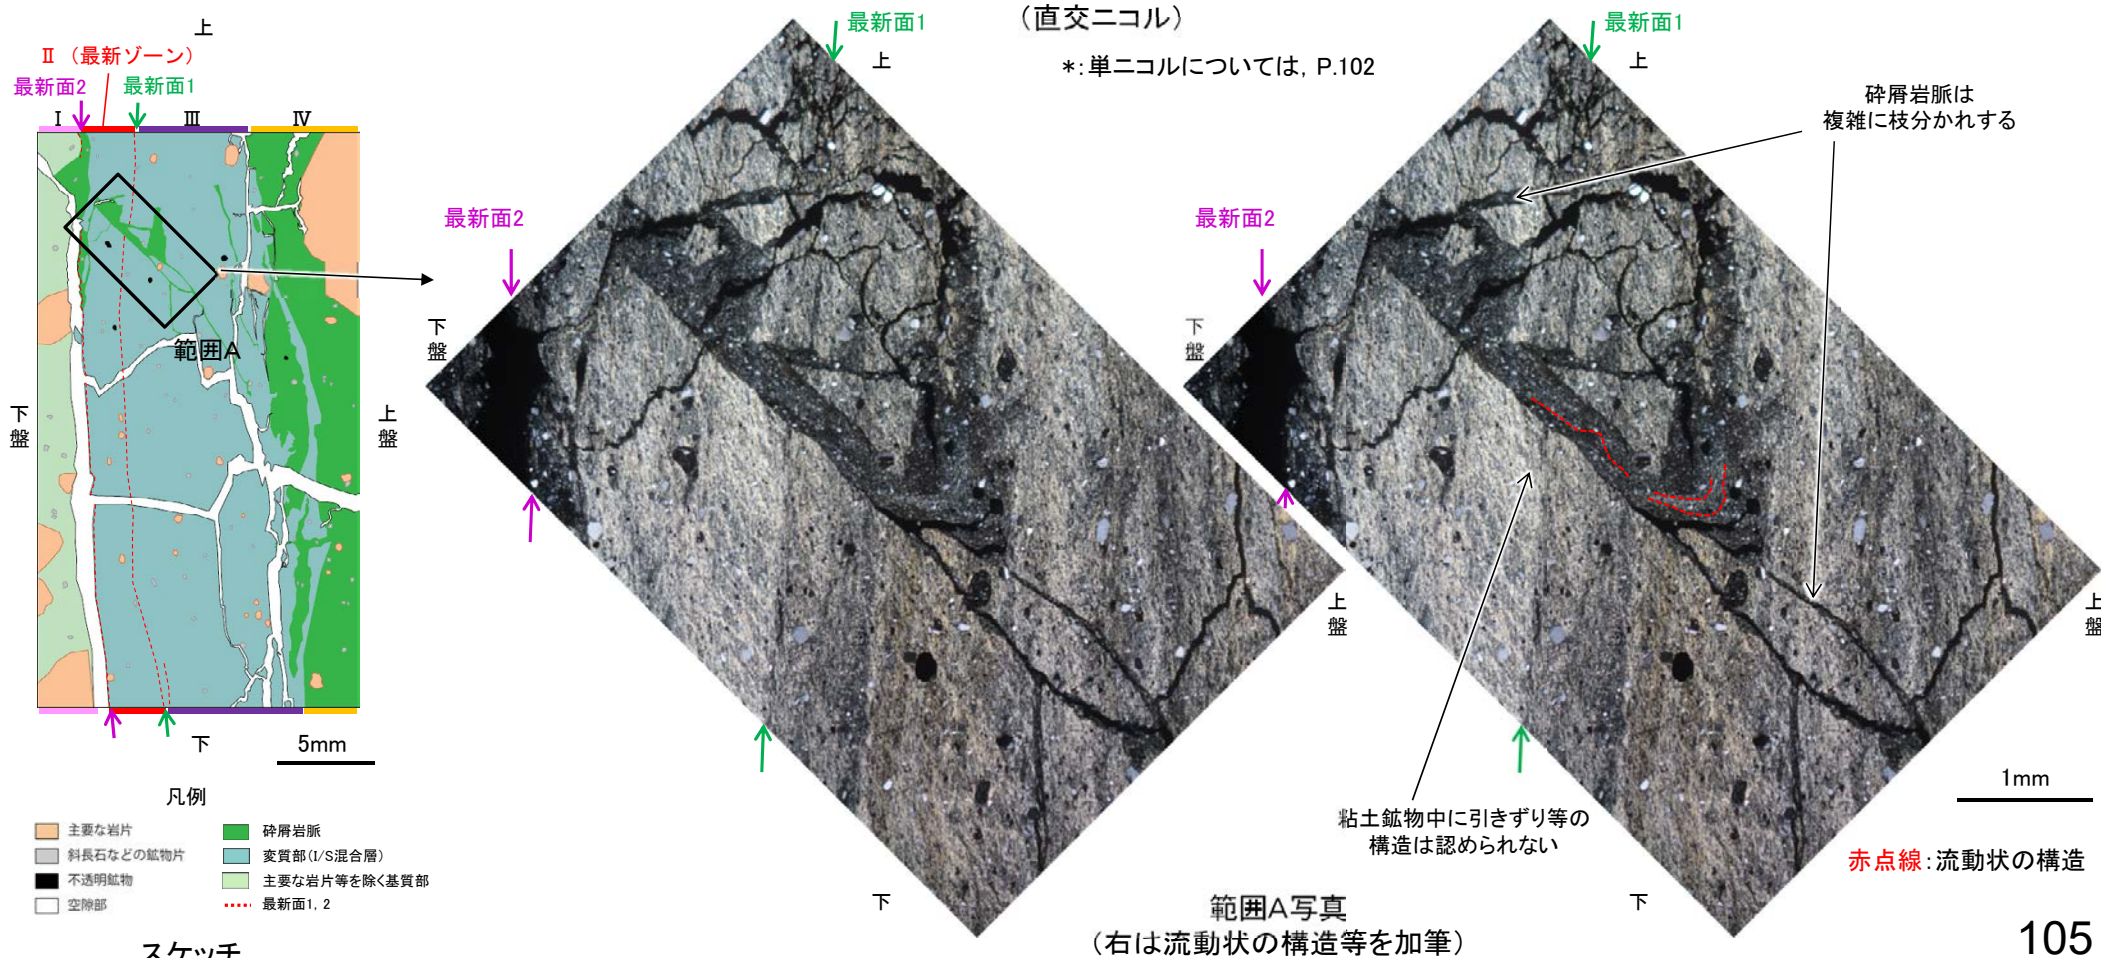 （直交ニコル）
*：単ニコルについては，P.102
上
Ⅱ （最新ゾーン）
最新面2
最新面1
Ⅰ
Ⅲ
Ⅳ
範囲A
下盤
上盤
下
5mm
凡例
主要な岩片
斜長石などの鉱物片
不透明鉱物
空隙部
砕屑岩脈
変質部(I/S混合層)
主要な岩片等を除く基質部
最新面1, 2
スケッチ
最新面1
上
最新面2
下盤
上盤
下
最新面1
上
最新面2
下盤
上盤
下
砕屑岩脈は
複雑に枝分かれする
粘土鉱物中に引きずり等の
構造は認められない
1mm
赤点線：流動状の構造
範囲A写真
（右は流動状の構造等を加筆）
105